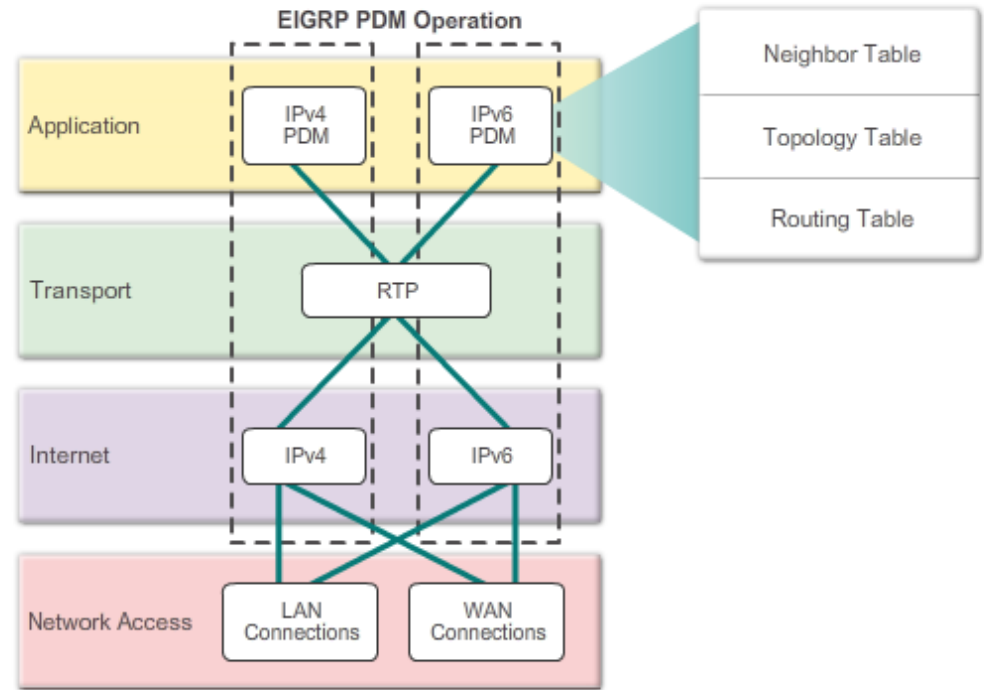 EIGRP PDM Operation
Application
IPv4
PDM
IPv6
PDM
Neighbor Table
Topology Table
Routing Table
Transport
RTP
Internet
IPv4
IPv6
Network Access
LAN
Connections
WAN
Connections